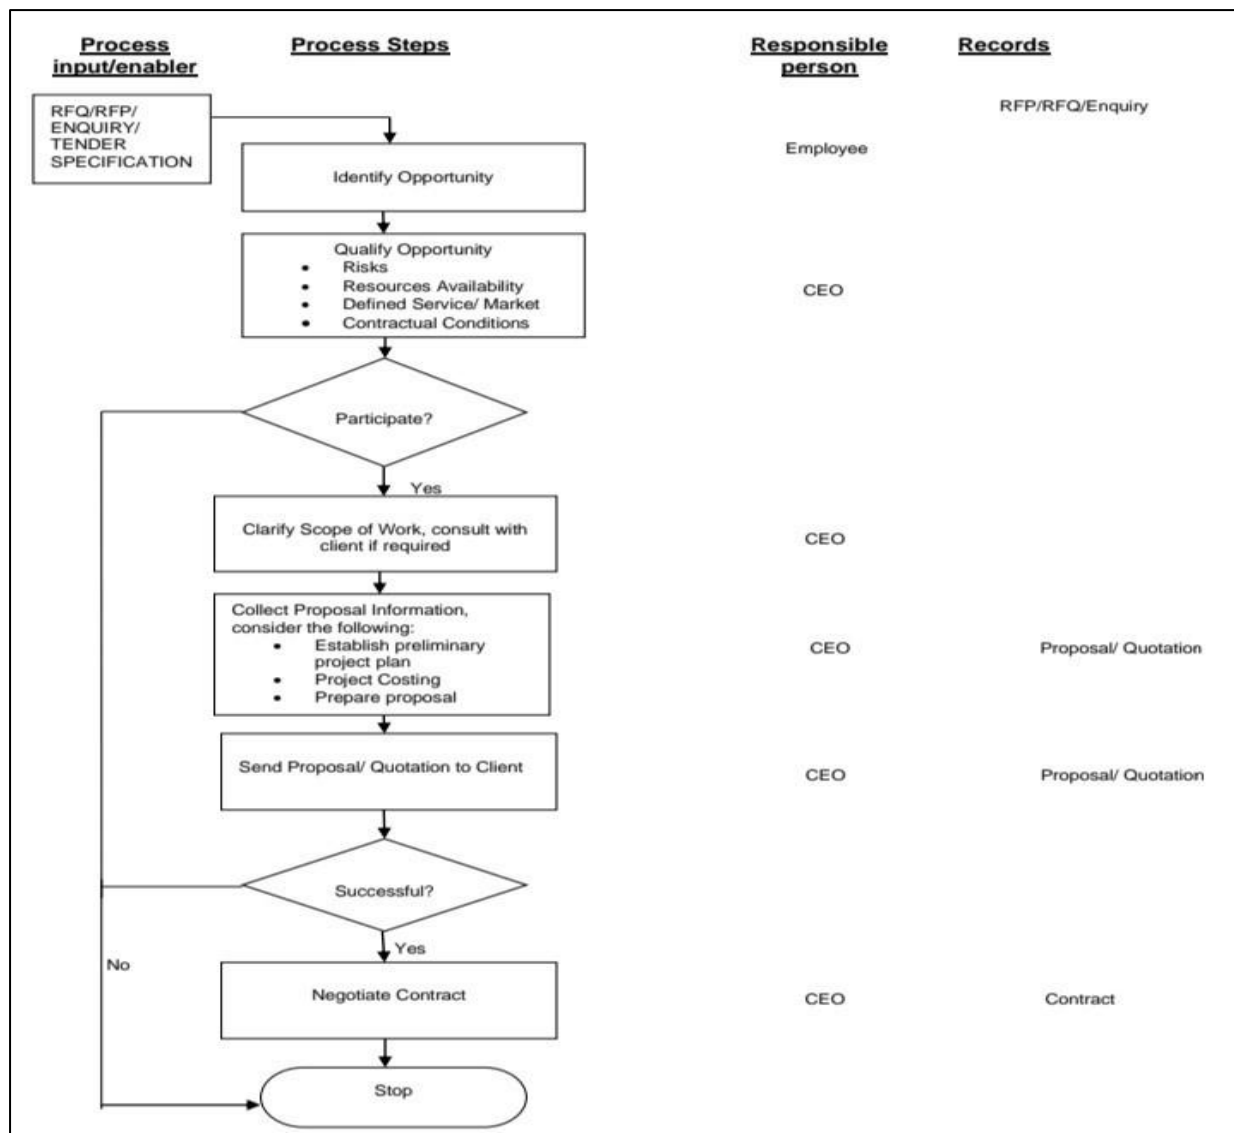 Process input/enabler
Process Steps
Responsible person
Records
RFQ/RFP/
ENQUIRY/
TENDER
SPECIFICATION
RFP/RFQ/Enquiry
Employee
Identify Opportunity
Qualify Opportunity
• Risks
• Resources Availability
• Defined Service/ Market
• Contractual Conditions
CEO
Participate?
Yes
Clarify Scope of Work, consult with
client if required
CEO
Collect Proposal Information,
consider the following:
• Establish preliminary
project plan
• Project Costing
• Prepare proposal
CEO
Proposal/ Quotation
Send Proposal/ Quotation to Client
CEO
Proposal/ Quotation
Successful?
Yes
No
Negotiate Contract
CEO
Contract
Stop